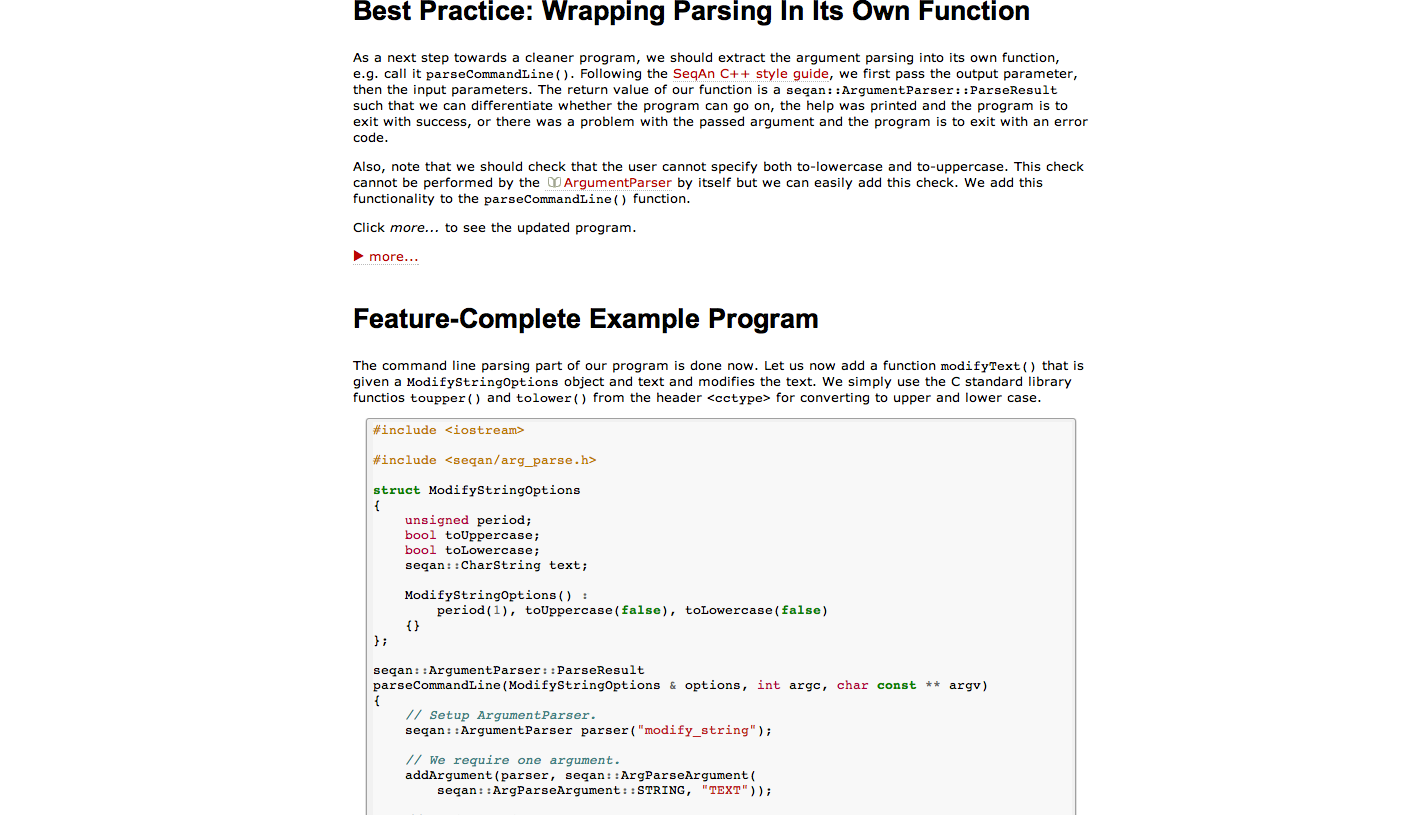 Best Practice: Wrapping Parsing In Its Own Function
As a next step towards a cleaner program, we should extract the argument parsing into its own function,
e.g. call it parseCommandLine(). Following the SeqAn C++ style guide, we first pass the output parameter,
then the input parameters. The return value of our function is a seqan::ArgumentParser::ParseResult
such that we can differentiate whether the program can go on, the help was printed and the program is to
exit with success, or there was a problem with the passed argument and the program is to exit with an error
code.
Also, note that we should check that the user cannot specify both to-lowercase and to-uppercase. This check
cannot be performed by the ArgumentParser by itself but we can easily add this check. We add this
functionality to the parseCommandLine() function.
Click more... to see the updated program.
more...
Feature-Complete Example Program
The command line parsing part of our program is done now. Let us now add a function modifyText() that is
given a ModifyStringOptions object and text and modifies the text. We simply use the C standard library
functios toupper() and tolower() from the header <cctype> for converting to upper and lower case.
#include <iostream>
#include <seqan/arg_parse.h>
struct ModifyStringOptions
{
    unsigned period;
    bool toUppercase;
    bool toLowercase;
    seqan::CharString text;
    ModifyStringOptions() :
        period(1), toUppercase(false), toLowercase(false)
    {}
};
seqan::ArgumentParser::ParseResult
parseCommandLine(ModifyStringOptions & options, int argc, char const ** argv)
{
    // Setup ArgumentParser.
    seqan::ArgumentParser parser("modify_string");
    // We require one argument.
    addArgument(parser, seqan::ArgParseArgument(
        seqan::ArgParseArgument::STRING, "TEXT"));